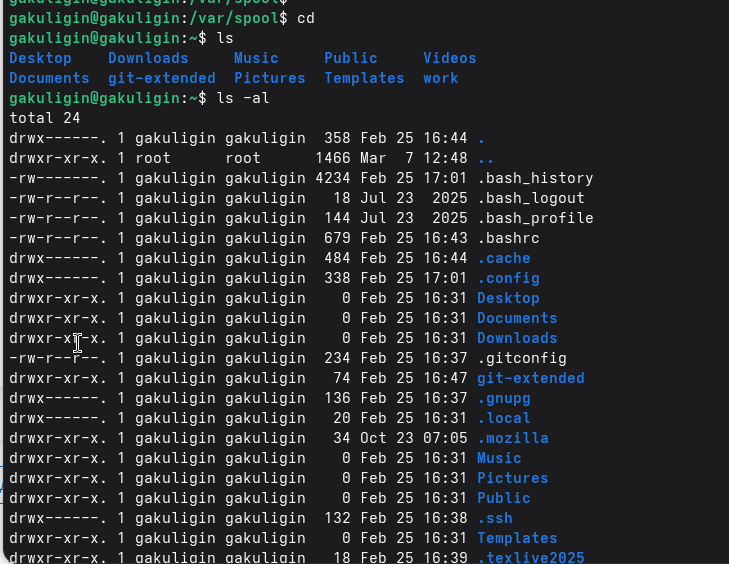 gakuligin@gakuligin:/var/spool$ cd
gakuligin@gakuligin:~$ ls
Desktop    Downloads     Music     Public     Videos
Documents  git-extended  Pictures  Templates  work
gakuligin@gakuligin:~$ ls -al
total 24
drwx------. 1 gakuligin gakuligin  358 Feb 25 16:44 .
drwxr-xr-x. 1 root      root      1466 Mar  7 12:48 ..
-rw-------. 1 gakuligin gakuligin 4234 Feb 25 17:01 .bash_history
-rw-r--r--. 1 gakuligin gakuligin   18 Jul 23  2025 .bash_logout
-rw-r--r--. 1 gakuligin gakuligin  144 Jul 23  2025 .bash_profile
-rw-r--r--. 1 gakuligin gakuligin  679 Feb 25 16:43 .bashrc
drwx------. 1 gakuligin gakuligin  484 Feb 25 16:44 .cache
drwx------. 1 gakuligin gakuligin  338 Feb 25 17:01 .config
drwxr-xr-x. 1 gakuligin gakuligin    0 Feb 25 16:31 Desktop
drwxr-xr-x. 1 gakuligin gakuligin    0 Feb 25 16:31 Documents
drwxr-xr-x. 1 gakuligin gakuligin    0 Feb 25 16:31 Downloads
-rw-r--r--. 1 gakuligin gakuligin  234 Feb 25 16:37 .gitconfig
drwxr-xr-x. 1 gakuligin gakuligin   74 Feb 25 16:47 git-extended
drwx------. 1 gakuligin gakuligin  136 Feb 25 16:37 .gnupg
drwx------. 1 gakuligin gakuligin   20 Feb 25 16:31 .local
drwxr-xr-x. 1 gakuligin gakuligin   34 Oct 23 07:05 .mozilla
drwxr-xr-x. 1 gakuligin gakuligin    0 Feb 25 16:31 Music
drwxr-xr-x. 1 gakuligin gakuligin    0 Feb 25 16:31 Pictures
drwxr-xr-x. 1 gakuligin gakuligin    0 Feb 25 16:31 Public
drwx------. 1 gakuligin gakuligin  132 Feb 25 16:38 .ssh
drwxr-xr-x. 1 gakuligin gakuligin    0 Feb 25 16:31 Templates
drwxr-xr-x. 1 gakuligin gakuligin   18 Feb 25 16:39 .texlive2025